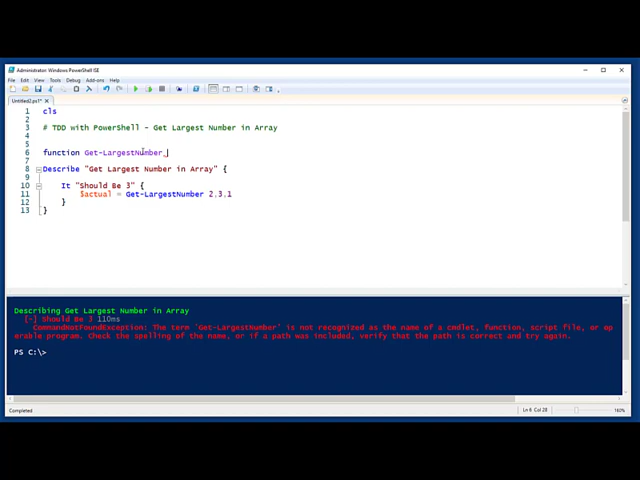 Administrator: Windows PowerShell ISE
File Edit View Tools Debug Add-ons Help
Untitled2.ps1*
1 cls
2
3 # TDD with PowerShell - Get Largest Number in Array
4
5
6 function Get-LargestNumber
7
8 Describe "Get Largest Number in Array" {
9
10 It "Should Be 3" {
11 $actual = Get-LargestNumber 2,3,1
12 }
13 }
Describing Get Largest Number in Array
[-] Should Be 3 110ms
CommandNotFoundException: The term 'Get-LargestNumber' is not recognized as the name of a cmdlet, function, script file, or op
erable program. Check the spelling of the name, or if a path was included, verify that the path is correct and try again.
PS C:\>
Completed
Ln 6 Col 28
160%